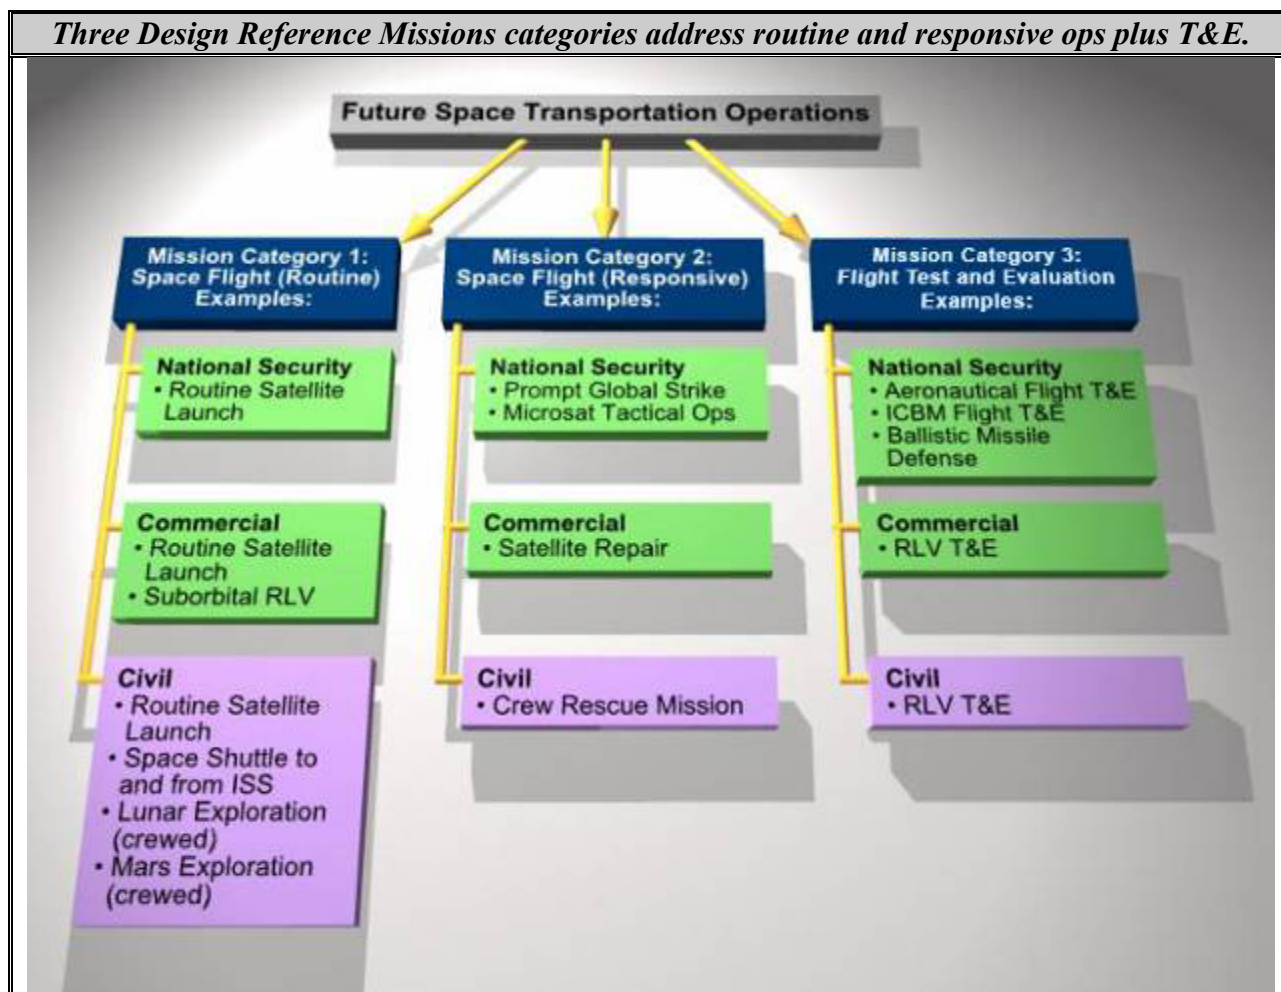 Three Design Reference Missions categories address routine and responsive ops plus T&E.
Future Space Transportation Operations
Mission Category 1:
Space Flight (Routine)
Examples:
National Security
• Routine Satellite
Launch
Commercial
• Routine Satellite
Launch
• Suborbital RLV
Civil
• Routine Satellite
Launch
• Space Shuttle to
and from ISS
• Lunar Exploration
(crewed)
• Mars Exploration
(crewed)
Mission Category 2:
Space Flight (Responsive)
Examples:
National Security
• Prompt Global Strike
• Microsat Tactical Ops
Commercial
• Satellite Repair
Civil
• Crew Rescue Mission
Mission Category 3:
Flight Test and Evaluation
Examples:
National Security
• Aeronautical Flight T&E
• ICBM Flight T&E
• Ballistic Missile
Defense
Commercial
• RLV T&E
Civil
• RLV T&E